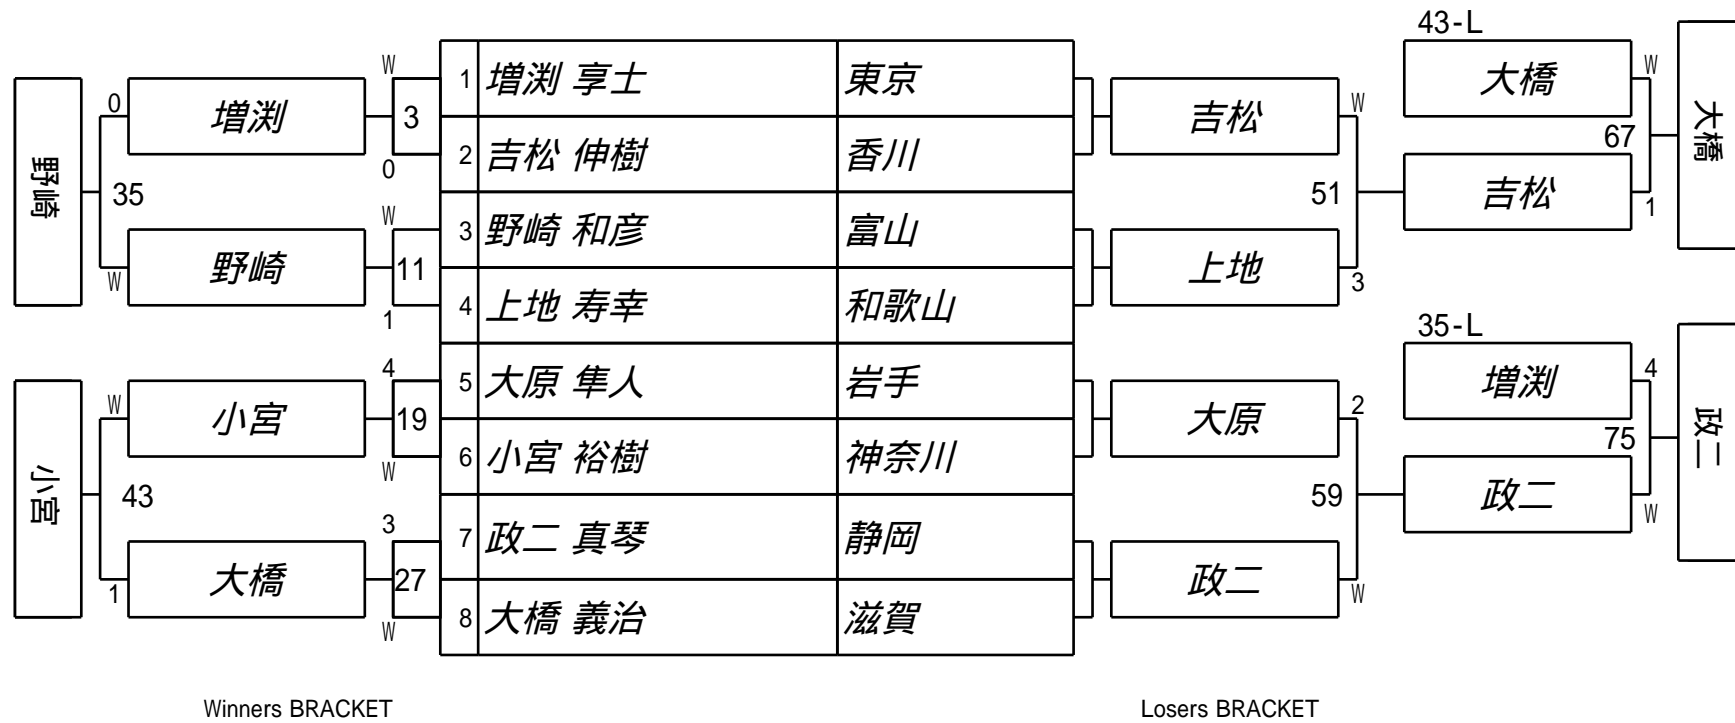 43-L
W 1 増渕 享士 東京 大橋 W
0 増渕 3 吉松 W 大橋
2 吉松 伸樹 香川 67
野崎 35 0 51 吉松 1
W 3 野崎 和彦 富山
W 野崎 11 上地 3
1 4 上地 寿幸 和歌山
35-L
4 5 大原 隼人 岩手 増渕 4
W 小宮 19 大原 2 政二
W 6 小宮 裕樹 神奈川 75
小宮 43 59 政二 W
3 7 政二 真琴 静岡
1 大橋 27 政二 W
W 8 大橋 義治 滋賀
Winners BRACKET Losers BRACKET